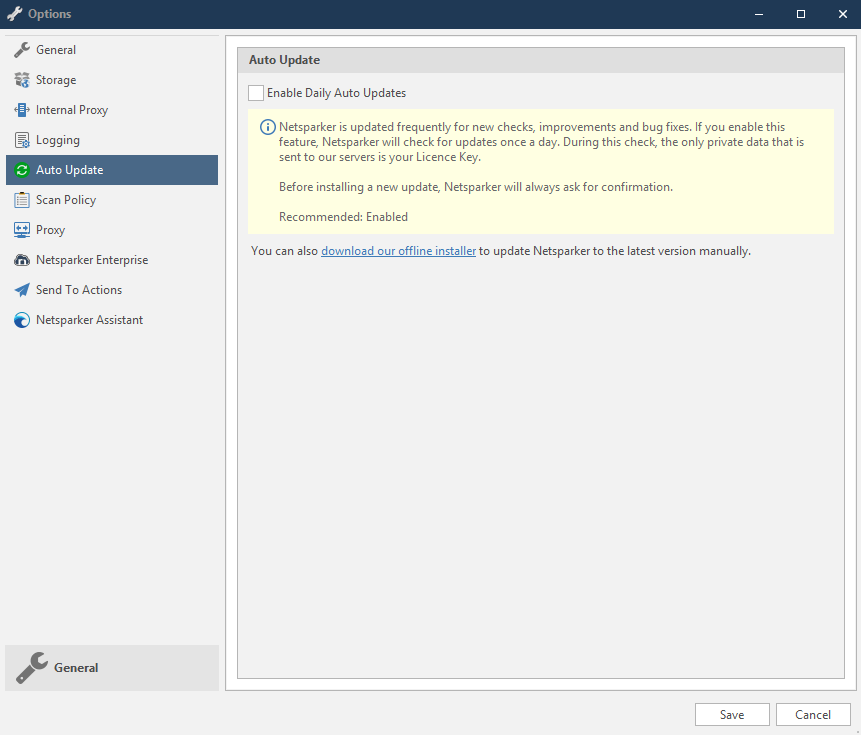 Options
General
Storage
Internal Proxy
Logging
Auto Update
Scan Policy
Proxy
Netsparker Enterprise
Send To Actions
Netsparker Assistant
General
Auto Update
Enable Daily Auto Updates
Netsparker is updated frequently for new checks, improvements and bug fixes. If you enable this
feature, Netsparker will check for updates once a day. During this check, the only private data that is
sent to our servers is your Licence Key.
Before installing a new update, Netsparker will always ask for confirmation.
Recommended: Enabled
You can also download our offline installer to update Netsparker to the latest version manually.
Save
Cancel